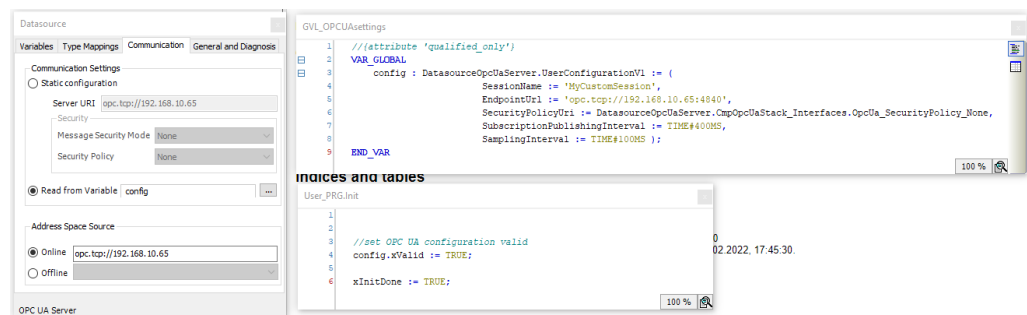 Datasource
Variables Type Mappings Communication General and Diagnosis
Communication Settings
Static configuration
Server URI opc.tcp://192.168.10.65
Security
Message Security Mode None
Security Policy None
Read from Variable config ...
Address Space Source
Online opc.tcp://192.168.10.65
Offline
OPC UA Server
GVL_OPCUAsettings
1 //{attribute 'qualified_only'}
2 VAR_GLOBAL
3 config : DatasourceOpcUaServer.UserConfigurationV1 := (
4 SessionName := 'MyCustomSession',
5 EndpointUrl := 'opc.tcp://192.168.10.65:4840',
6 SecurityPolicyUri := DatasourceOpcUaServer.CmpOpcUaStack_Interfaces.OpcUa_SecurityPolicy_None,
7 SubscriptionPublishingInterval := TIME#400MS,
8 SamplingInterval := TIME#100MS );
9 END_VAR
100 %
Indices and tables
User_PRG.Init
1
2
3 //set OPC UA configuration valid
4 config.xValid := TRUE;
5
6 xInitDone := TRUE;
100 %
0
02.2022, 17:45:30.